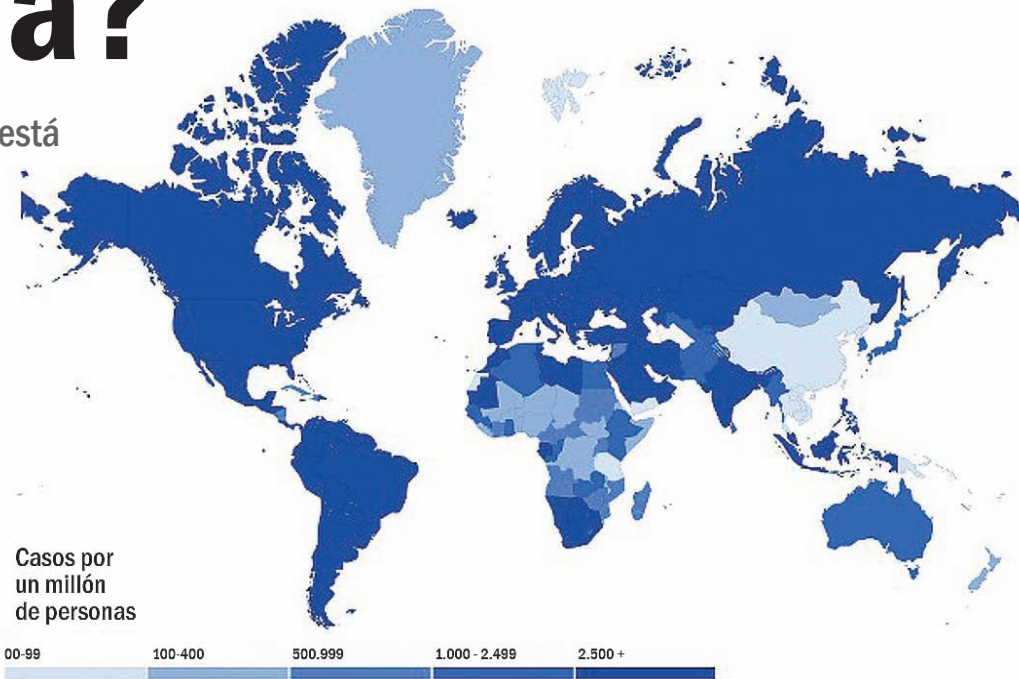 a?
está
Casos por
un millón
de personas
00-99 100-400 500.999 1.000 - 2.499 2.500 +